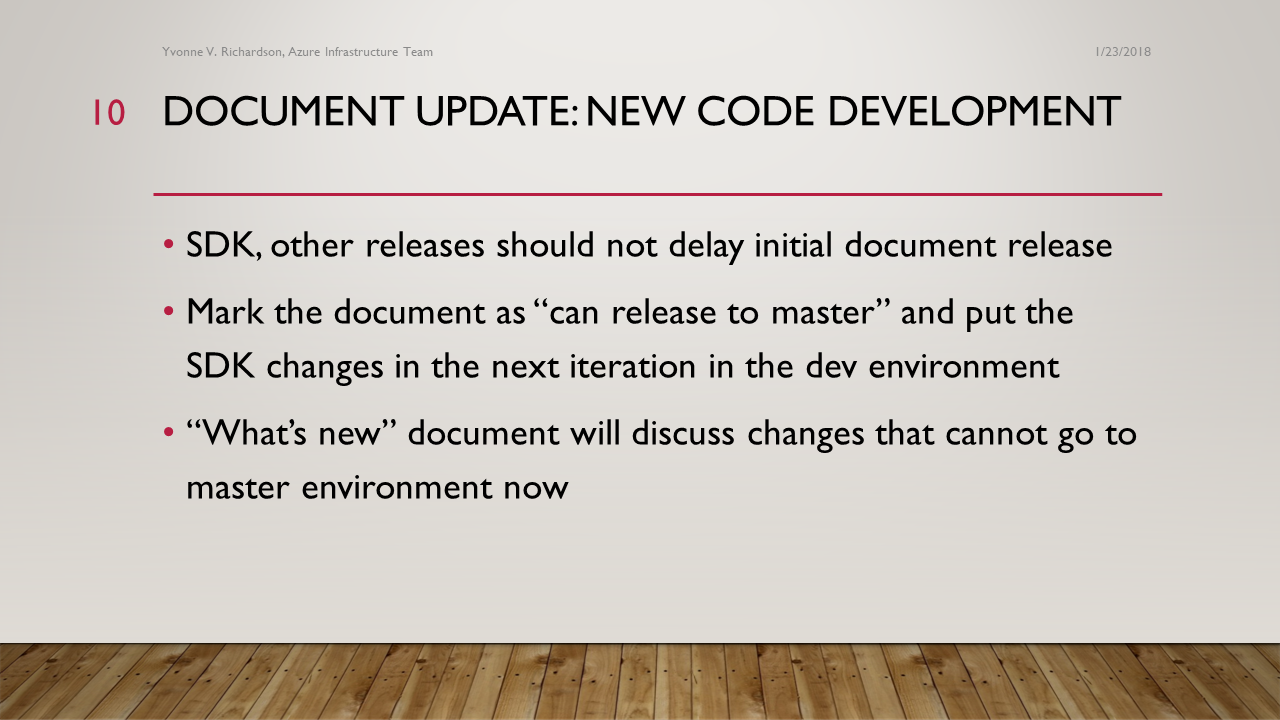 Yvonne V. Richardson, Azure Infrastructure Team
1/23/2018
10
DOCUMENT UPDATE: NEW CODE DEVELOPMENT
• SDK, other releases should not delay initial document release
• Mark the document as “can release to master” and put the
SDK changes in the next iteration in the dev environment
• “What’s new” document will discuss changes that cannot go to
master environment now